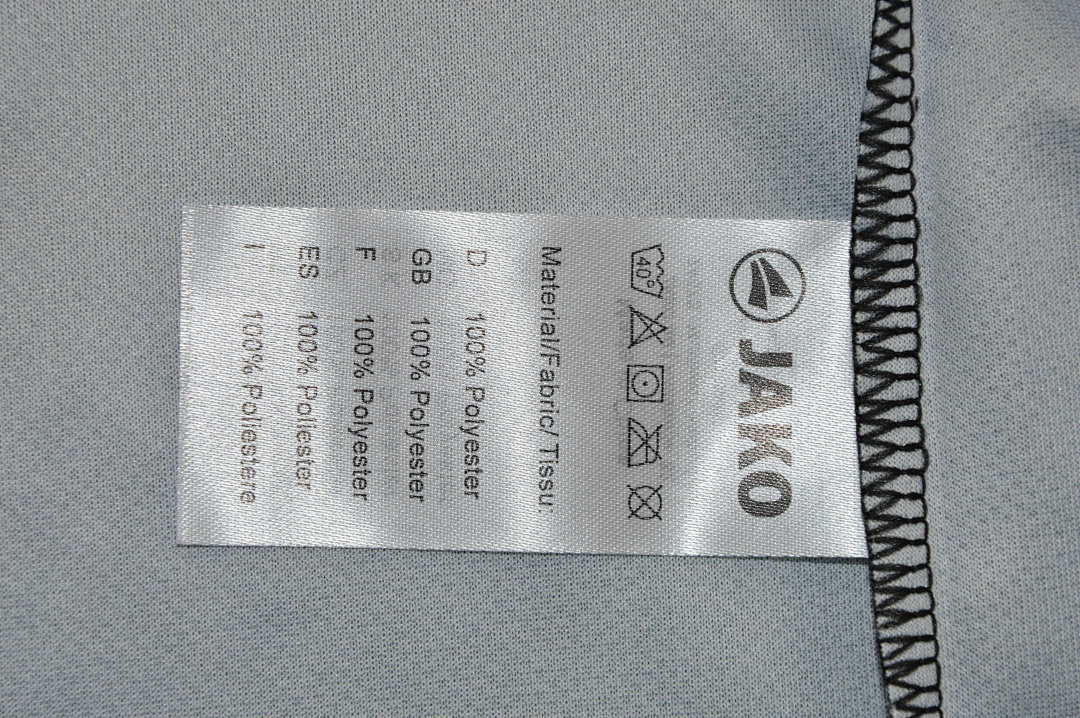 JAKO
40°
Material/Fabric/Tissu:
D 100% Polyester
GB 100% Polyester
F 100% Polyester
ES 100% Poliester
I 100% Poliestere